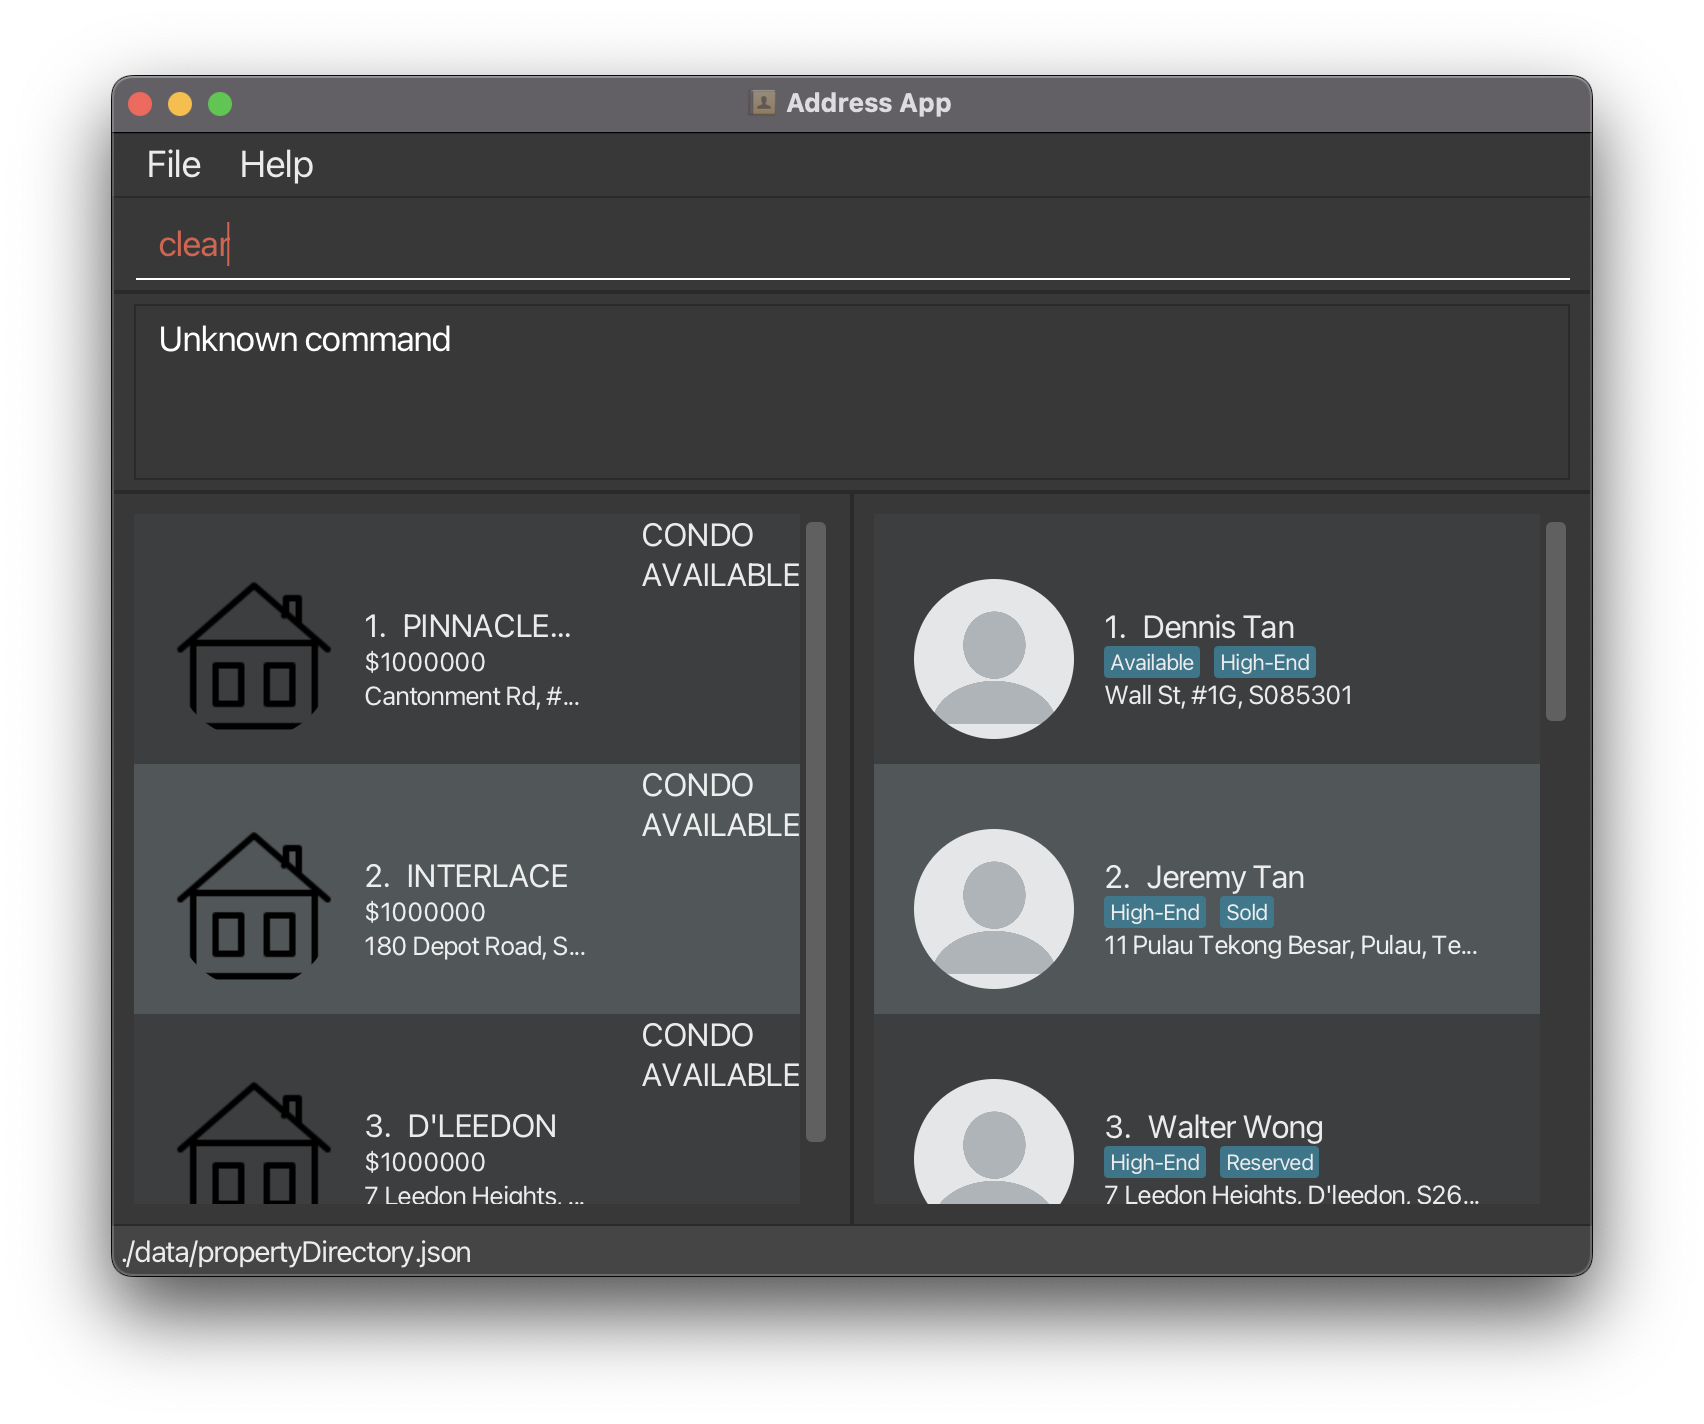 Address App
File Help
clear
Unknown command
CONDO
AVAILABLE
1. PINNACLE...
$1000000
Cantonment Rd, #...
CONDO
AVAILABLE
2. INTERLACE
$1000000
180 Depot Road, S...
CONDO
AVAILABLE
3. D'LEEDON
$1000000
7 Leedon Heights, ...
1. Dennis Tan
Available High-End
Wall St, #1G, S085301
2. Jeremy Tan
High-End Sold
11 Pulau Tekong Besar, Pulau, Te...
3. Walter Wong
High-End Reserved
7 Leedon Heights, D'leedon, S26...
./data/propertyDirectory.json